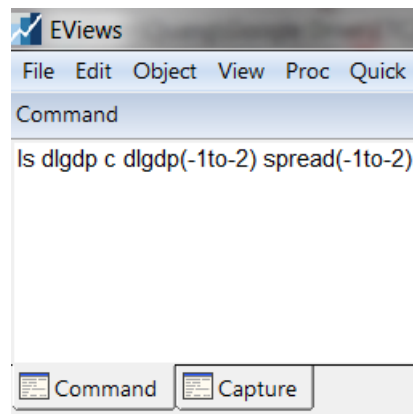 EViews
File Edit Object View Proc Quick
Command
ls dlgdp c dlgdp(-1to-2) spread(-1to-2)
Command Capture